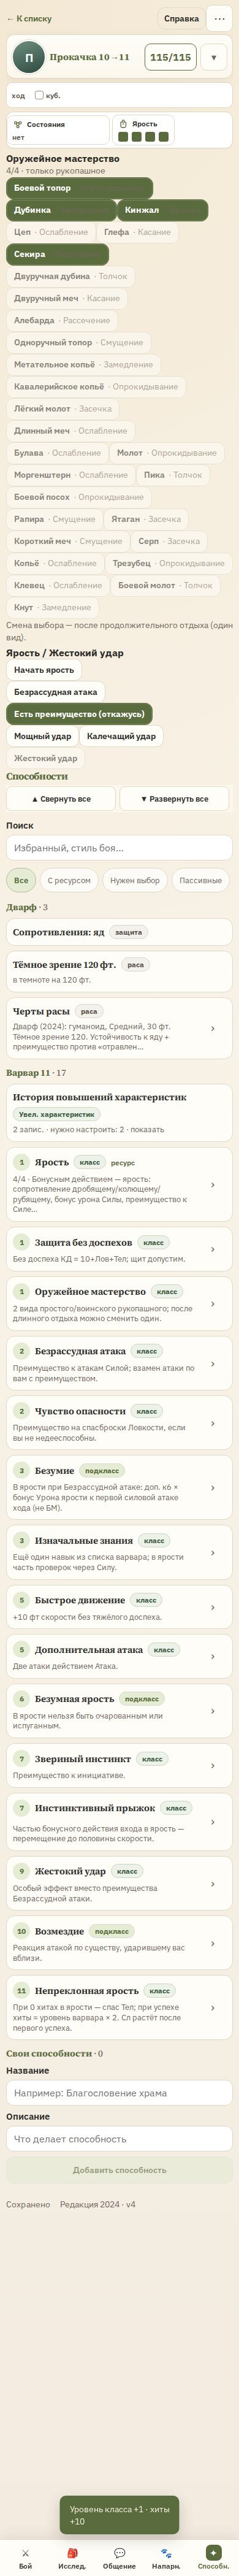 ← К списку
Справка
···
П
Прокачка 10→11
115/115
▾
ход
куб.
Состояния
нет
Ярость
Оружейное мастерство
4/4 · только рукопашное
Боевой топор
Дубинка
Кинжал
Цеп · Ослабление
Глефа · Касание
Секира
Двуручная дубина · Толчок
Двуручный меч · Касание
Алебарда · Рассечение
Одноручный топор · Смущение
Метательное копьё · Замедление
Кавалерийское копьё · Опрокидывание
Лёгкий молот · Засечка
Длинный меч · Ослабление
Булава · Ослабление
Молот · Опрокидывание
Моргенштерн · Ослабление
Пика · Толчок
Боевой посох · Опрокидывание
Рапира · Смущение
Ятаган · Засечка
Короткий меч · Смущение
Серп · Засечка
Копьё · Ослабление
Трезубец · Опрокидывание
Клевец · Ослабление
Боевой молот · Толчок
Кнут · Замедление
Смена выбора — после продолжительного отдыха (один
вид).
Ярость / Жестокий удар
Начать ярость
Безрассудная атака
Есть преимущество (откажусь)
Мощный удар
Калечащий удар
Жестокий удар
Способности
▲ Свернуть все
▼ Развернуть все
Поиск
Избранный, стиль боя…
Все
С ресурсом
Нужен выбор
Пассивные
Дварф · 3
Сопротивления: яд
защита
Тёмное зрение 120 фт.
раса
в темноте на 120 фт.
Черты расы
раса
Дварф (2024): гуманоид, Средний, 30 фт.
Тёмное зрение 120. Устойчивость к яду +
преимущество против «отравлен…
Варвар 11 · 17
История повышений характеристик
Увел. характеристик
2 запис. · нужно настроить: 2 · показать
1
Ярость
класс
ресурс
4/4 · Бонусным действием — ярость:
сопротивление дробящему/колющему/
рубящему, бонус урона Силы, преимущество к
Силе…
1
Защита без доспехов
класс
Без доспеха КД = 10+Лов+Тел; щит допустим.
1
Оружейное мастерство
класс
2 вида простого/воинского рукопашного; после
длинного отдыха можно сменить один.
2
Безрассудная атака
класс
Преимущество к атакам Силой; взамен атаки по
вам с преимуществом.
2
Чувство опасности
класс
Преимущество на спасброски Ловкости, если
вы не недееспособны.
3
Безумие
подкласс
В ярости при Безрассудной атаке: доп. к6 ×
бонус Урона ярости к первой силовой атаке
хода (не БМ).
3
Изначальные знания
класс
Ещё один навык из списка варвара; в ярости
часть проверок через Силу.
5
Быстрое движение
класс
+10 фт скорости без тяжёлого доспеха.
5
Дополнительная атака
класс
Две атаки действием Атака.
6
Безумная ярость
подкласс
В ярости нельзя быть очарованным или
испуганным.
7
Звериный инстинкт
класс
Преимущество к инициативе.
7
Инстинктивный прыжок
класс
Частью бонусного действия входа в ярость —
перемещение до половины скорости.
9
Жестокий удар
класс
Особый эффект вместо преимущества
Безрассудной атаки.
10
Возмездие
подкласс
Реакция атакой по существу, ударившему вас
вблизи.
11
Непреклонная ярость
класс
При 0 хитах в ярости — спас Тел; при успехе
хиты = уровень варвара × 2. Сл растёт после
первого успеха.
Свои способности · 0
Название
Например: Благословение храма
Описание
Что делает способность
Добавить способность
Сохранено
Редакция 2024 · v4
Уровень класса +1 · хиты
+10
Бой
Исслед.
Общение
Напарн.
Способн.